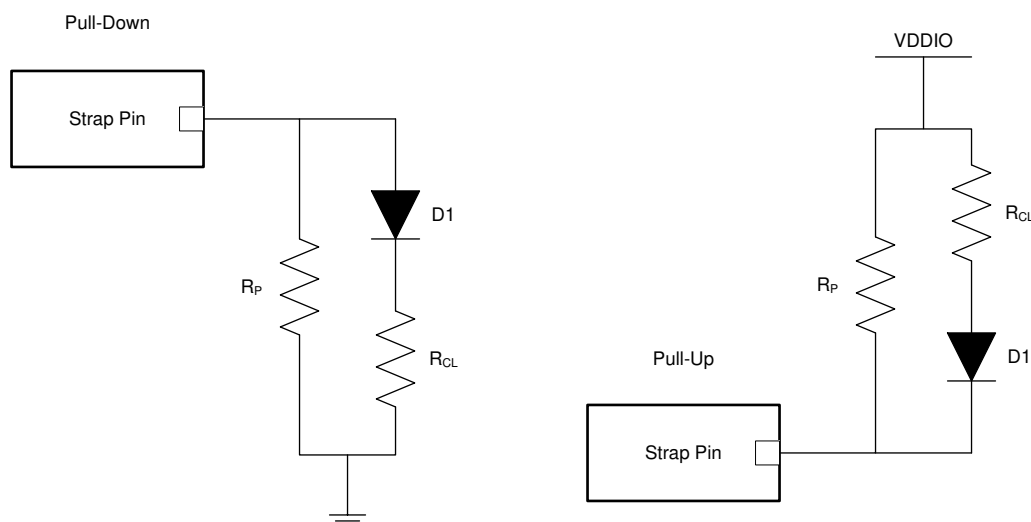 Pull-Down
Strap Pin
D1
RP
RCL
VDDIO
RCL
RP
D1
Pull-Up
Strap Pin